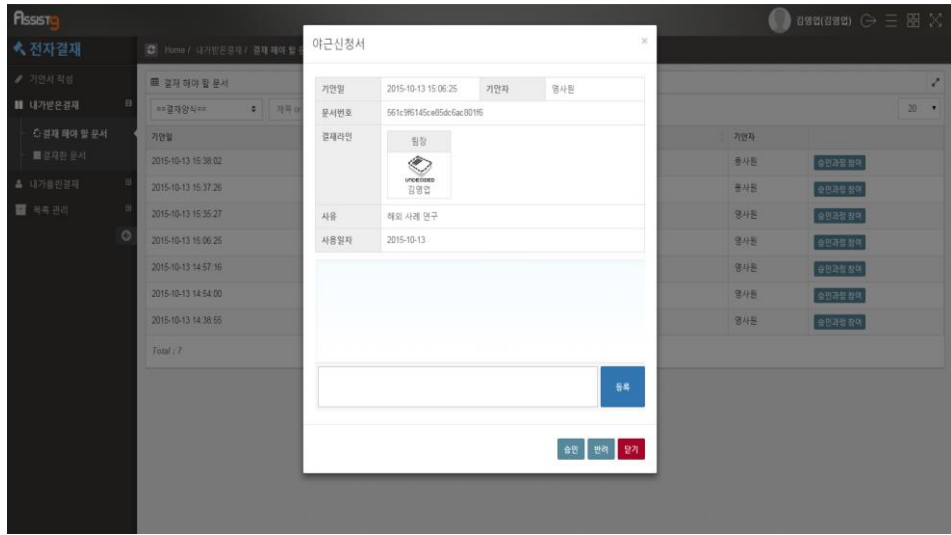 Assist9
김영업(김영업)
전자결재
Home / 내가받은결재 / 결재 해야 할
기안서 작성
내가받은결재
결재 해야 할 문서
결재한 문서
내가올린결재
목록 관리
결재 해야 할 문서
==결재양식==
제목 or
20
기안일
기안자
2015-10-13 15:38:02
홍사원
승인과정 참여
2015-10-13 15:37:26
홍사원
승인과정 참여
2015-10-13 15:35:27
영사원
승인과정 참여
2015-10-13 15:06:25
영사원
승인과정 참여
2015-10-13 14:57:16
영사원
승인과정 참여
2015-10-13 14:54:00
영사원
승인과정 참여
2015-10-13 14:38:55
영사원
승인과정 참여
Total : 7
야근신청서
×
기안일 2015-10-13 15:06:25 기안자 영사원
문서번호 561c9f6145ce85dc6ac801f6
결재라인
팀장
UNDECIDED
김영업
사유 해외 사례 연구
사용일자 2015-10-13
등록
승인 반려 닫기